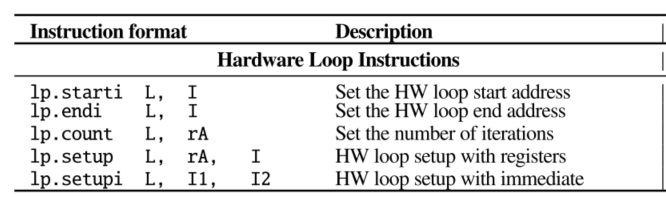 Instruction format Description
Hardware Loop Instructions
lp.starti L, I Set the HW loop start address
lp.endi L, I Set the HW loop end address
lp.count L, rA Set the number of iterations
lp.setup L, rA, I HW loop setup with registers
lp.setupi L, I1, I2 HW loop setup with immediate